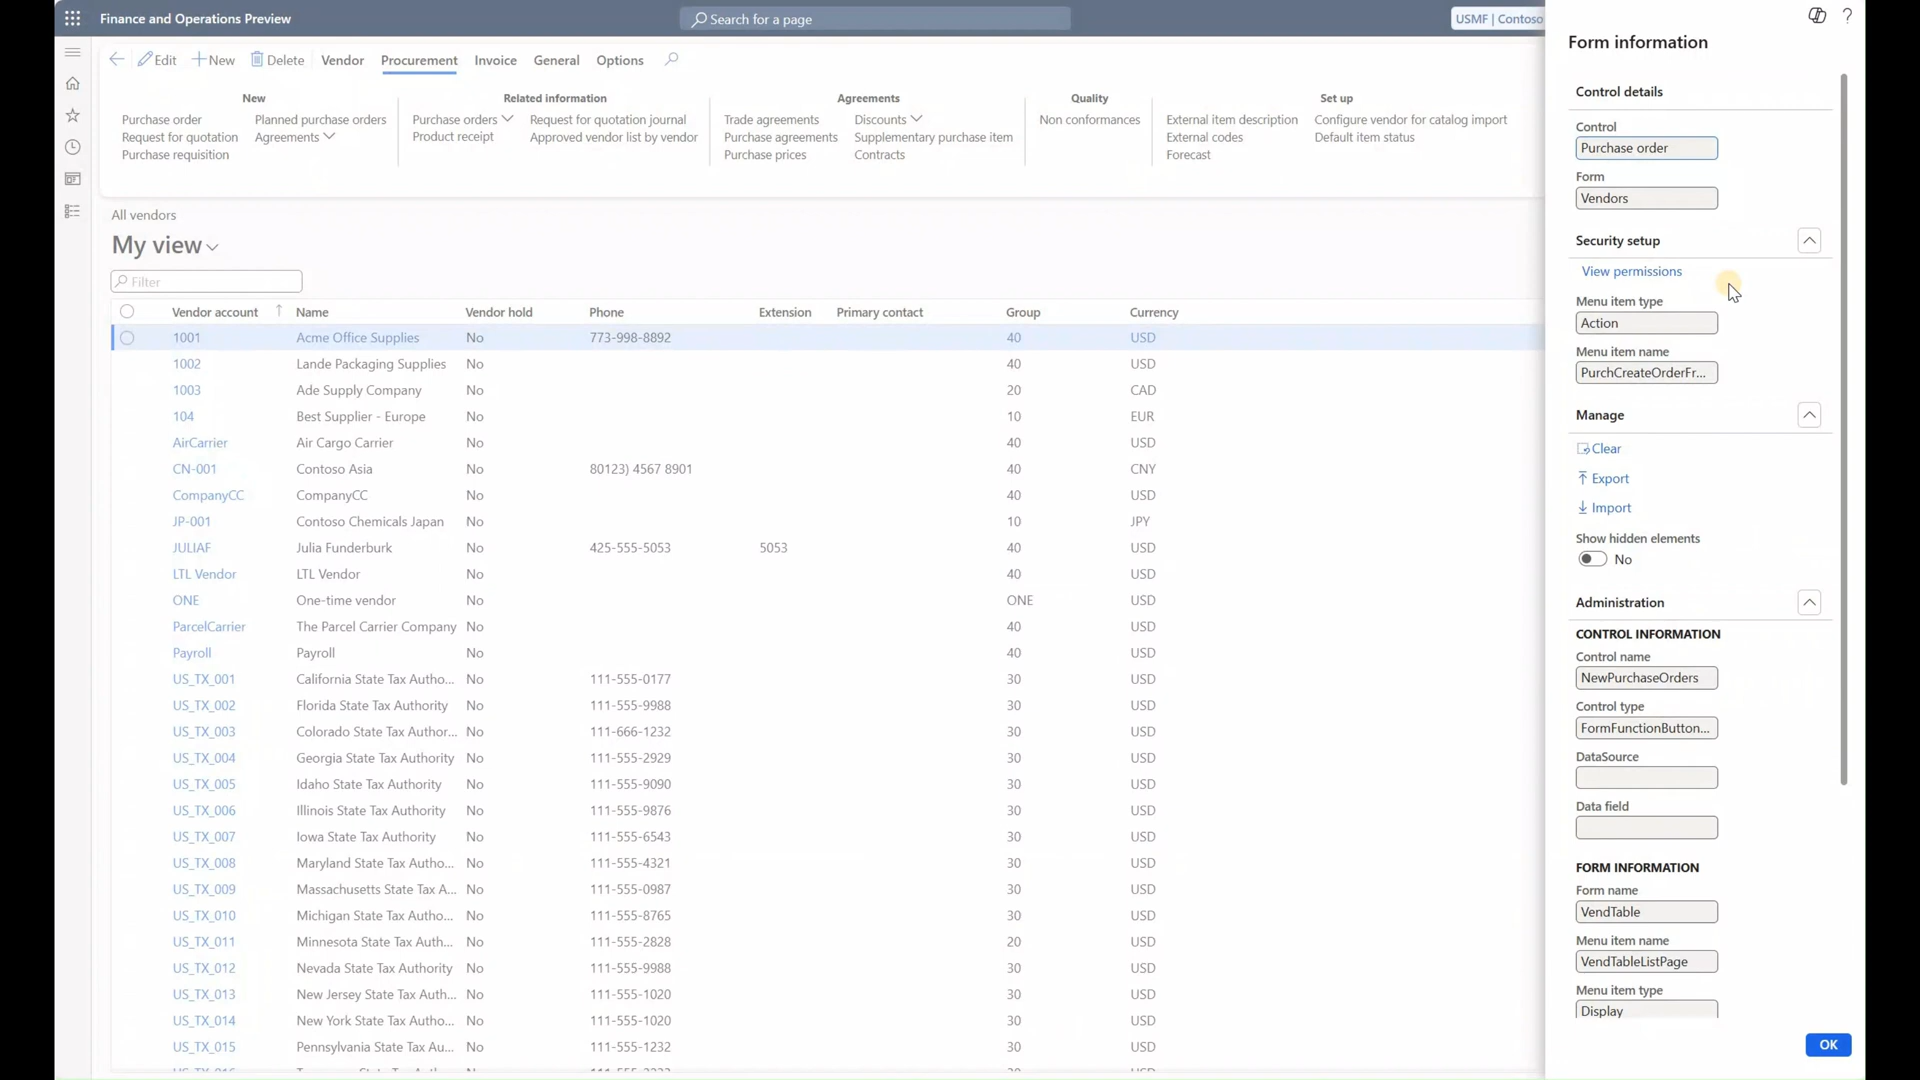 Finance and Operations Preview
Search for a page
USMF | Contoso
Edit New Delete Vendor Procurement Invoice General Options
New
Purchase order
Request for quotation
Purchase requisition
Planned purchase orders
Agreements
Related information
Purchase orders
Product receipt
Request for quotation journal
Approved vendor list by vendor
Agreements
Trade agreements
Purchase agreements
Purchase prices
Discounts
Supplementary purchase item
Contracts
Quality
Non conformances
Set up
External item description
External codes
Forecast
Configure vendor for catalog import
Default item status
All vendors
My view
Filter
Vendor account Name Vendor hold Phone Extension Primary contact Group Currency
1001 Acme Office Supplies No 773-998-8892 40 USD
1002 Lande Packaging Supplies No 40 USD
1003 Ade Supply Company No 20 CAD
104 Best Supplier - Europe No 10 EUR
AirCarrier Air Cargo Carrier No 40 USD
CN-001 Contoso Asia No 80123) 4567 8901 40 CNY
CompanyCC CompanyCC No 40 USD
JP-001 Contoso Chemicals Japan No 10 JPY
JULIAF Julia Funderburk No 425-555-5053 5053 40 USD
LTL Vendor LTL Vendor No 40 USD
ONE One-time vendor No ONE USD
ParcelCarrier The Parcel Carrier Company No 40 USD
Payroll Payroll No 40 USD
US_TX_001 California State Tax Autho... No 111-555-0177 30 USD
US_TX_002 Florida State Tax Authority No 111-555-9988 30 USD
US_TX_003 Colorado State Tax Author... No 111-666-1232 30 USD
US_TX_004 Georgia State Tax Authority No 111-555-2929 30 USD
US_TX_005 Idaho State Tax Authority No 111-555-9090 30 USD
US_TX_006 Illinois State Tax Authority No 111-555-9876 30 USD
US_TX_007 Iowa State Tax Authority No 111-555-6543 30 USD
US_TX_008 Maryland State Tax Autho... No 111-555-4321 30 USD
US_TX_009 Massachusetts State Tax A... No 111-555-0987 30 USD
US_TX_010 Michigan State Tax Autho... No 111-555-8765 30 USD
US_TX_011 Minnesota State Tax Auth... No 111-555-2828 20 USD
US_TX_012 Nevada State Tax Authority No 111-555-9988 30 USD
US_TX_013 New Jersey State Tax Auth... No 111-555-1020 30 USD
US_TX_014 New York State Tax Autho... No 111-555-1020 30 USD
US_TX_015 Pennsylvania State Tax Au... No 111-555-1232 30 USD
?
Form information
Control details
Control
Purchase order
Form
Vendors
Security setup
View permissions
Menu item type
Action
Menu item name
PurchCreateOrderFr...
Manage
Clear
Export
Import
Show hidden elements
No
Administration
CONTROL INFORMATION
Control name
NewPurchaseOrders
Control type
FormFunctionButton...
DataSource
Data field
FORM INFORMATION
Form name
VendTable
Menu item name
VendTableListPage
Menu item type
Display
OK